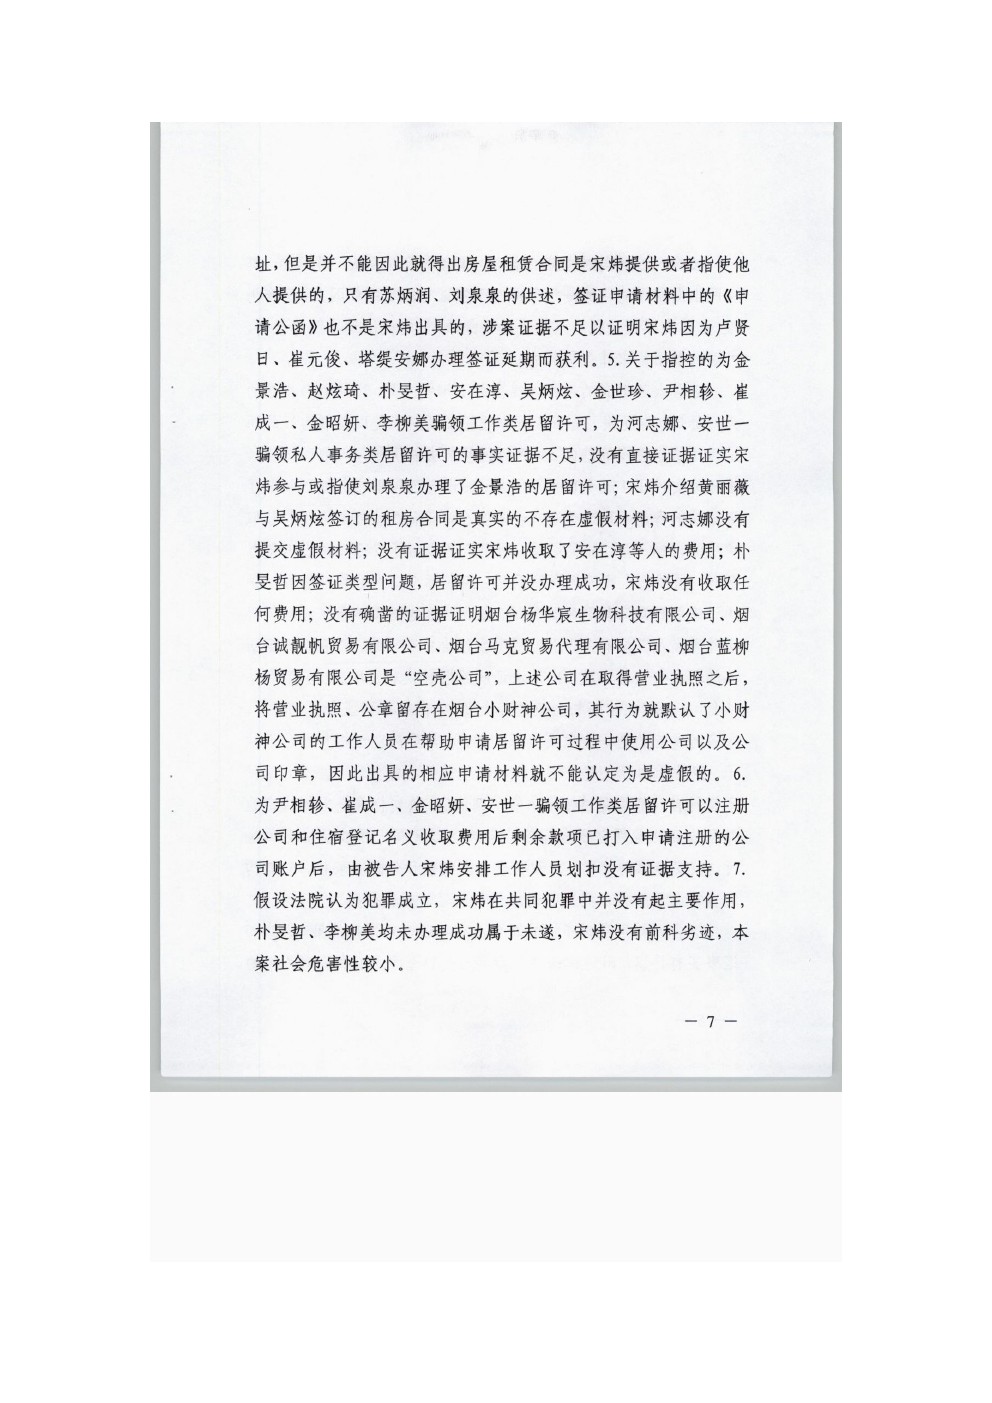 址，但是并不能因此就得出房屋租赁合同是宋炜提供或者指使他
人提供的，只有苏炳润、刘泉泉的供述，签证申请材料中的《申
请公函》也不是宋炜出具的，涉案证据不足以证明宋炜因为卢贤
日、崔元俊、塔缇安娜办理签证延期而获利。5.关于指控的为金
景浩、赵炫琦、朴旻哲、安在淳、吴炳炫、金世珍、尹相轸、崔
成一、金昭妍、李柳美骗领工作类居留许可，为河志娜、安世一
骗领私人事务类居留许可的事实证据不足，没有直接证据证实宋
炜参与或指使刘泉泉办理了金景浩的居留许可；宋炜介绍黄丽薇
与吴炳炫签订的租房合同是真实的不存在虚假材料；河志娜没有
提交虚假材料；没有证据证实宋炜收取了安在淳等人的费用；朴
旻哲因签证类型问题，居留许可并没办理成功，宋炜没有收取任
何费用；没有确凿的证据证明烟台杨华宸生物科技有限公司、烟
台诚靓帆贸易有限公司、烟台马克贸易代理有限公司、烟台蓝柳
杨贸易有限公司是“空壳公司”，上述公司在取得营业执照之后，
将营业执照、公章留存在烟台小财神公司，其行为就默认了小财
神公司的工作人员在帮助申请居留许可过程中使用公司以及公
司印章，因此出具的相应申请材料就不能认定为是虚假的。6.
为尹相轸、崔成一、金昭妍、安世一骗领工作类居留许可以注册
公司和住宿登记名义收取费用后剩余款项已打入申请注册的公
司账户后，由被告人宋炜安排工作人员划扣没有证据支持。7.
假设法院认为犯罪成立，宋炜在共同犯罪中并没有起主要作用，
朴旻哲、李柳美均未办理成功属于未遂，宋炜没有前科劣迹，本
案社会危害性较小。
— 7 —